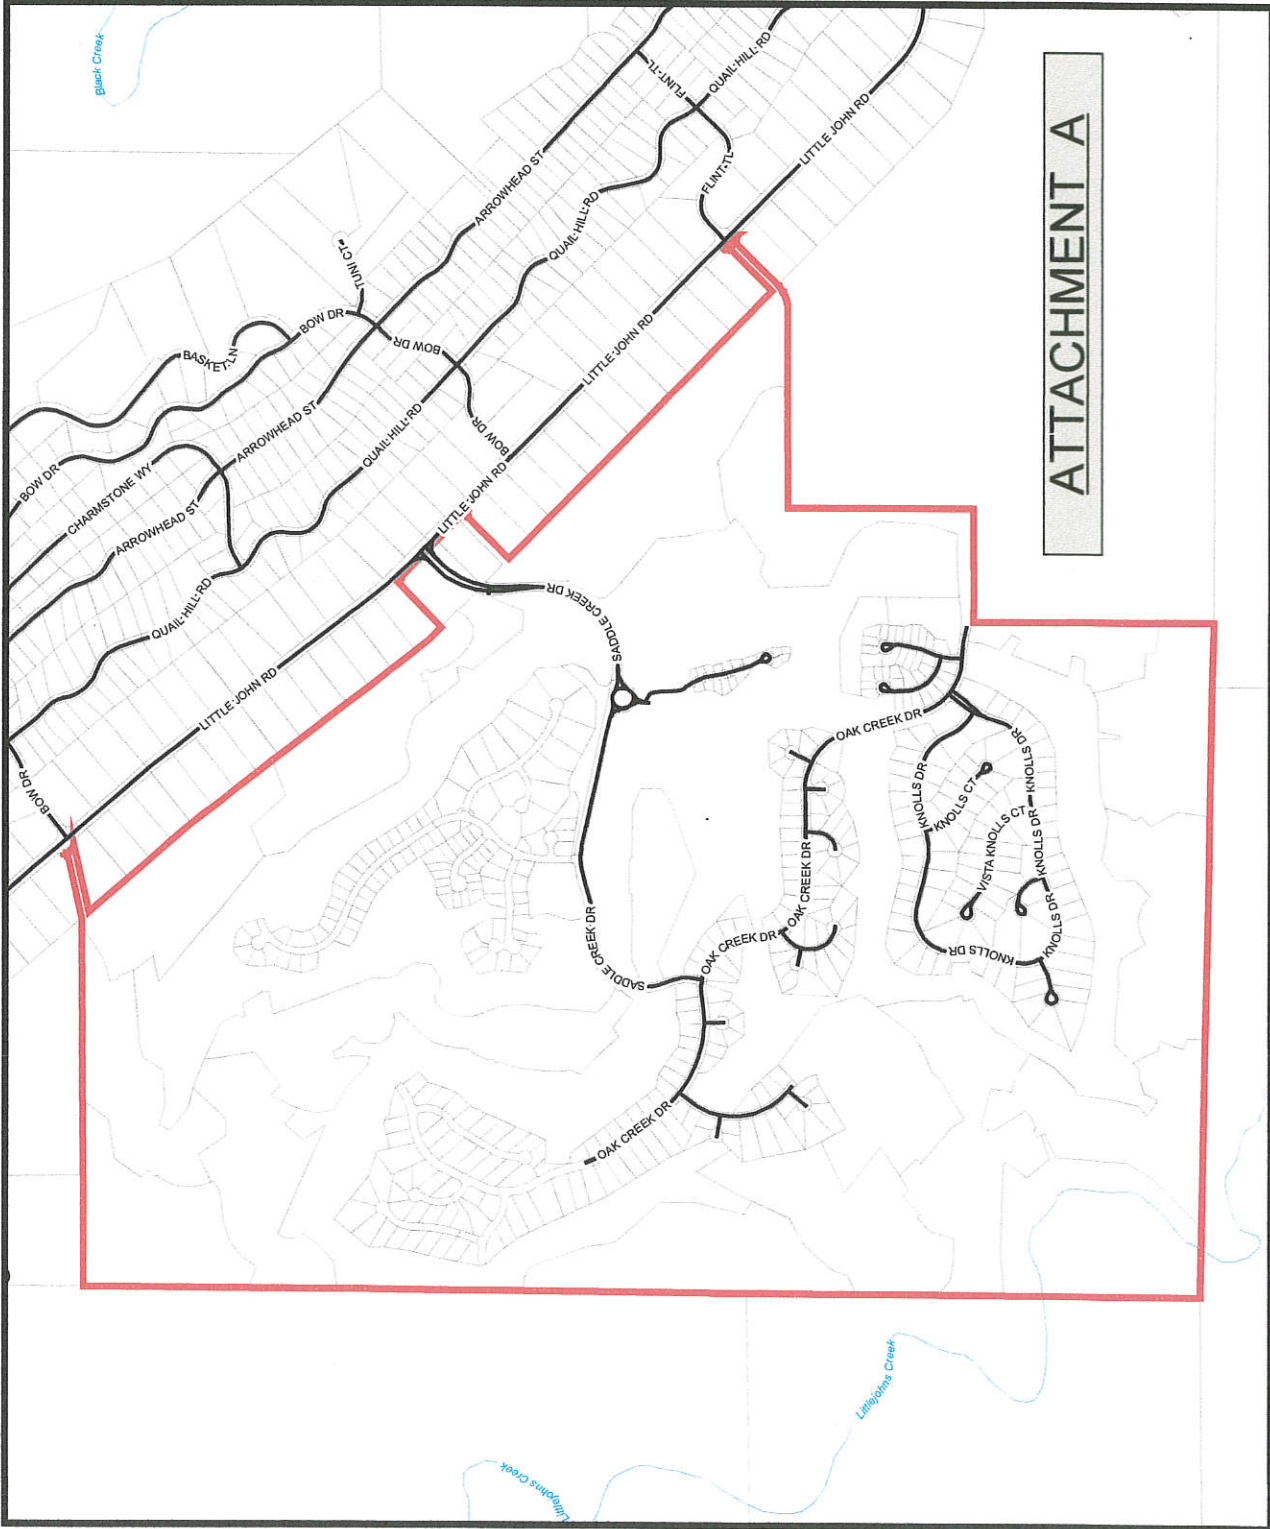 Black Creek
ATTACHMENT A
QUAIL HILL RD
FLINT TL
ARROWHEAD ST
LITTLE JOHN RD
FLINT TL
QUAIL HILL RD
TUNI CT
BOW DR
BOW DR
BASKET LN
LITTLE JOHN RD
ARROWHEAD ST
QUAIL HILL RD
BOW DR
BOW DR
CHARMSTONE WY
LITTLE JOHN RD
ARROWHEAD ST
QUAIL HILL RD
SADDLE CREEK DR
LITTLE JOHN RD
BOW DR
OAK CREEK DR
KNOLLS DR
KNOLLS DR
KNOLLS CT
KNOLLS DR
VISTA KNOLLS CT
KNOLLS DR
OAK CREEK DR
KNOLLS DR
KNOLLS DR
OAK CREEK DR
SADDLE CREEK DR
OAK CREEK DR
Littlejohns Creek
Littlejohns Creek